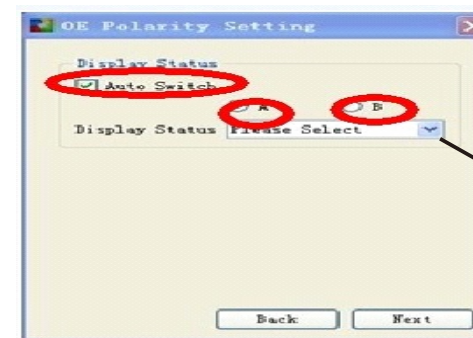 OE Polarity Setting
Display Status
Auto Switch
A B
Display Status Please Select
Back Next